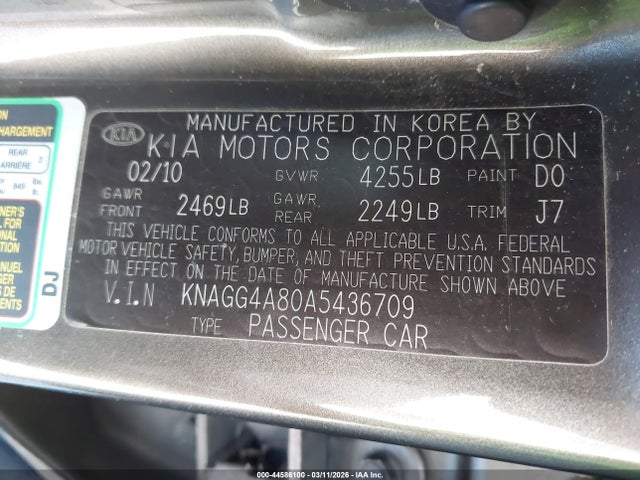 MANUFACTURED IN KOREA BY
KIA KIA MOTORS CORPORATION
02/10 GVWR 4255LB PAINT D0
GAWR FRONT 2469LB GAWR REAR 2249LB TRIM J7
THIS VEHICLE CONFORMS TO ALL APPLICABLE U.S.A. FEDERAL
MOTOR VEHICLE SAFETY, BUMPER, AND THEFT PREVENTION STANDARDS
IN EFFECT ON THE DATE OF MANUFACTURE SHOWN ABOVE
V.I.N KNAGG4A80A5436709
TYPE PASSENGER CAR
REAR
ARRIÈRE
DJ
000-44586100 - 03/11/2026 - IAA Inc.